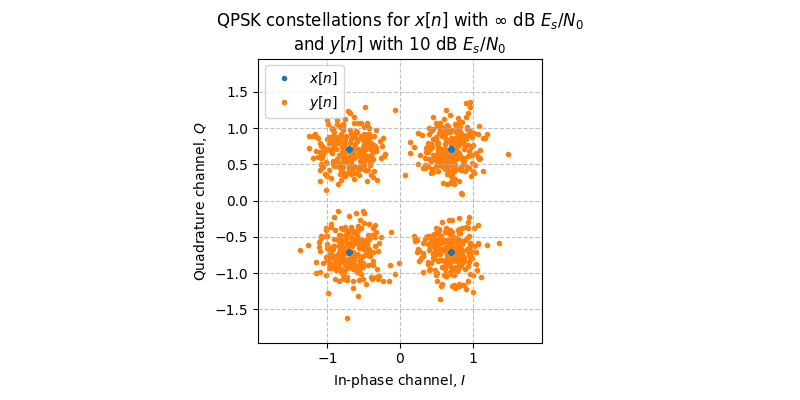 QPSK constellations for x[n] with ∞ dB Es/N0
and y[n] with 10 dB Es/N0
x[n]
y[n]
Quadrature channel, Q
1.5
1.0
0.5
0.0
−0.5
−1.0
−1.5
−1 0 1
In-phase channel, I